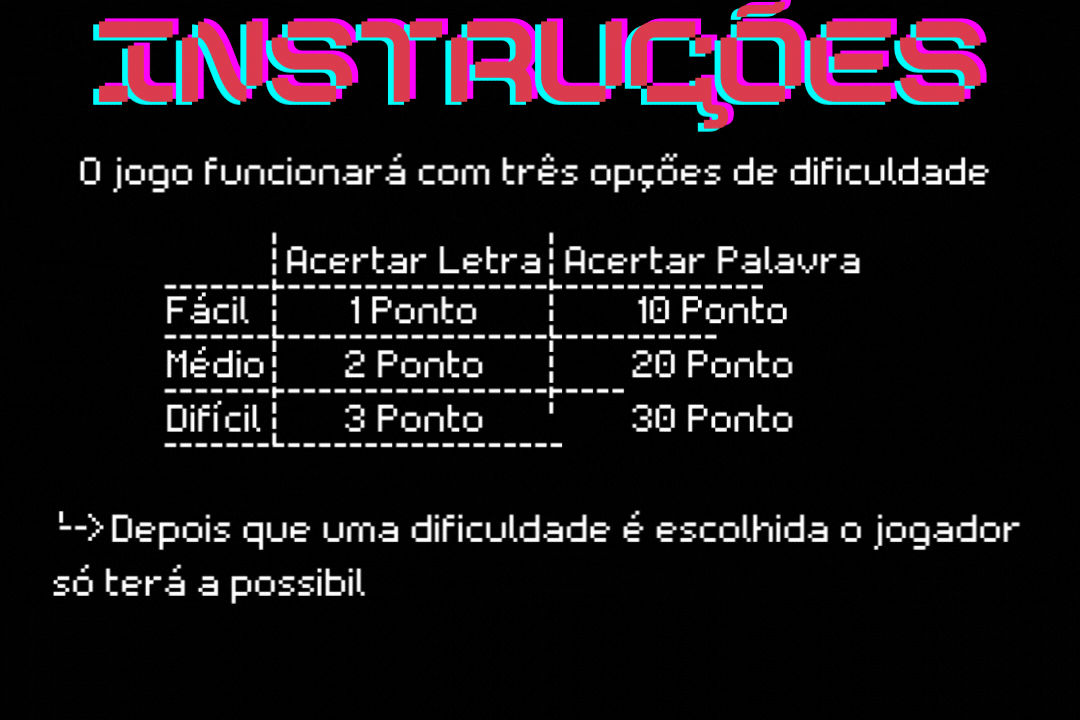 INSTRUÇÕES
O jogo funcionará com três opções de dificuldade
Acertar Letra Acertar Palavra
Fácil 1 Ponto 10 Ponto
Médio 2 Ponto 20 Ponto
Difícil 3 Ponto 30 Ponto
Depois que uma dificuldade é escolhida o jogador
só terá a possibil